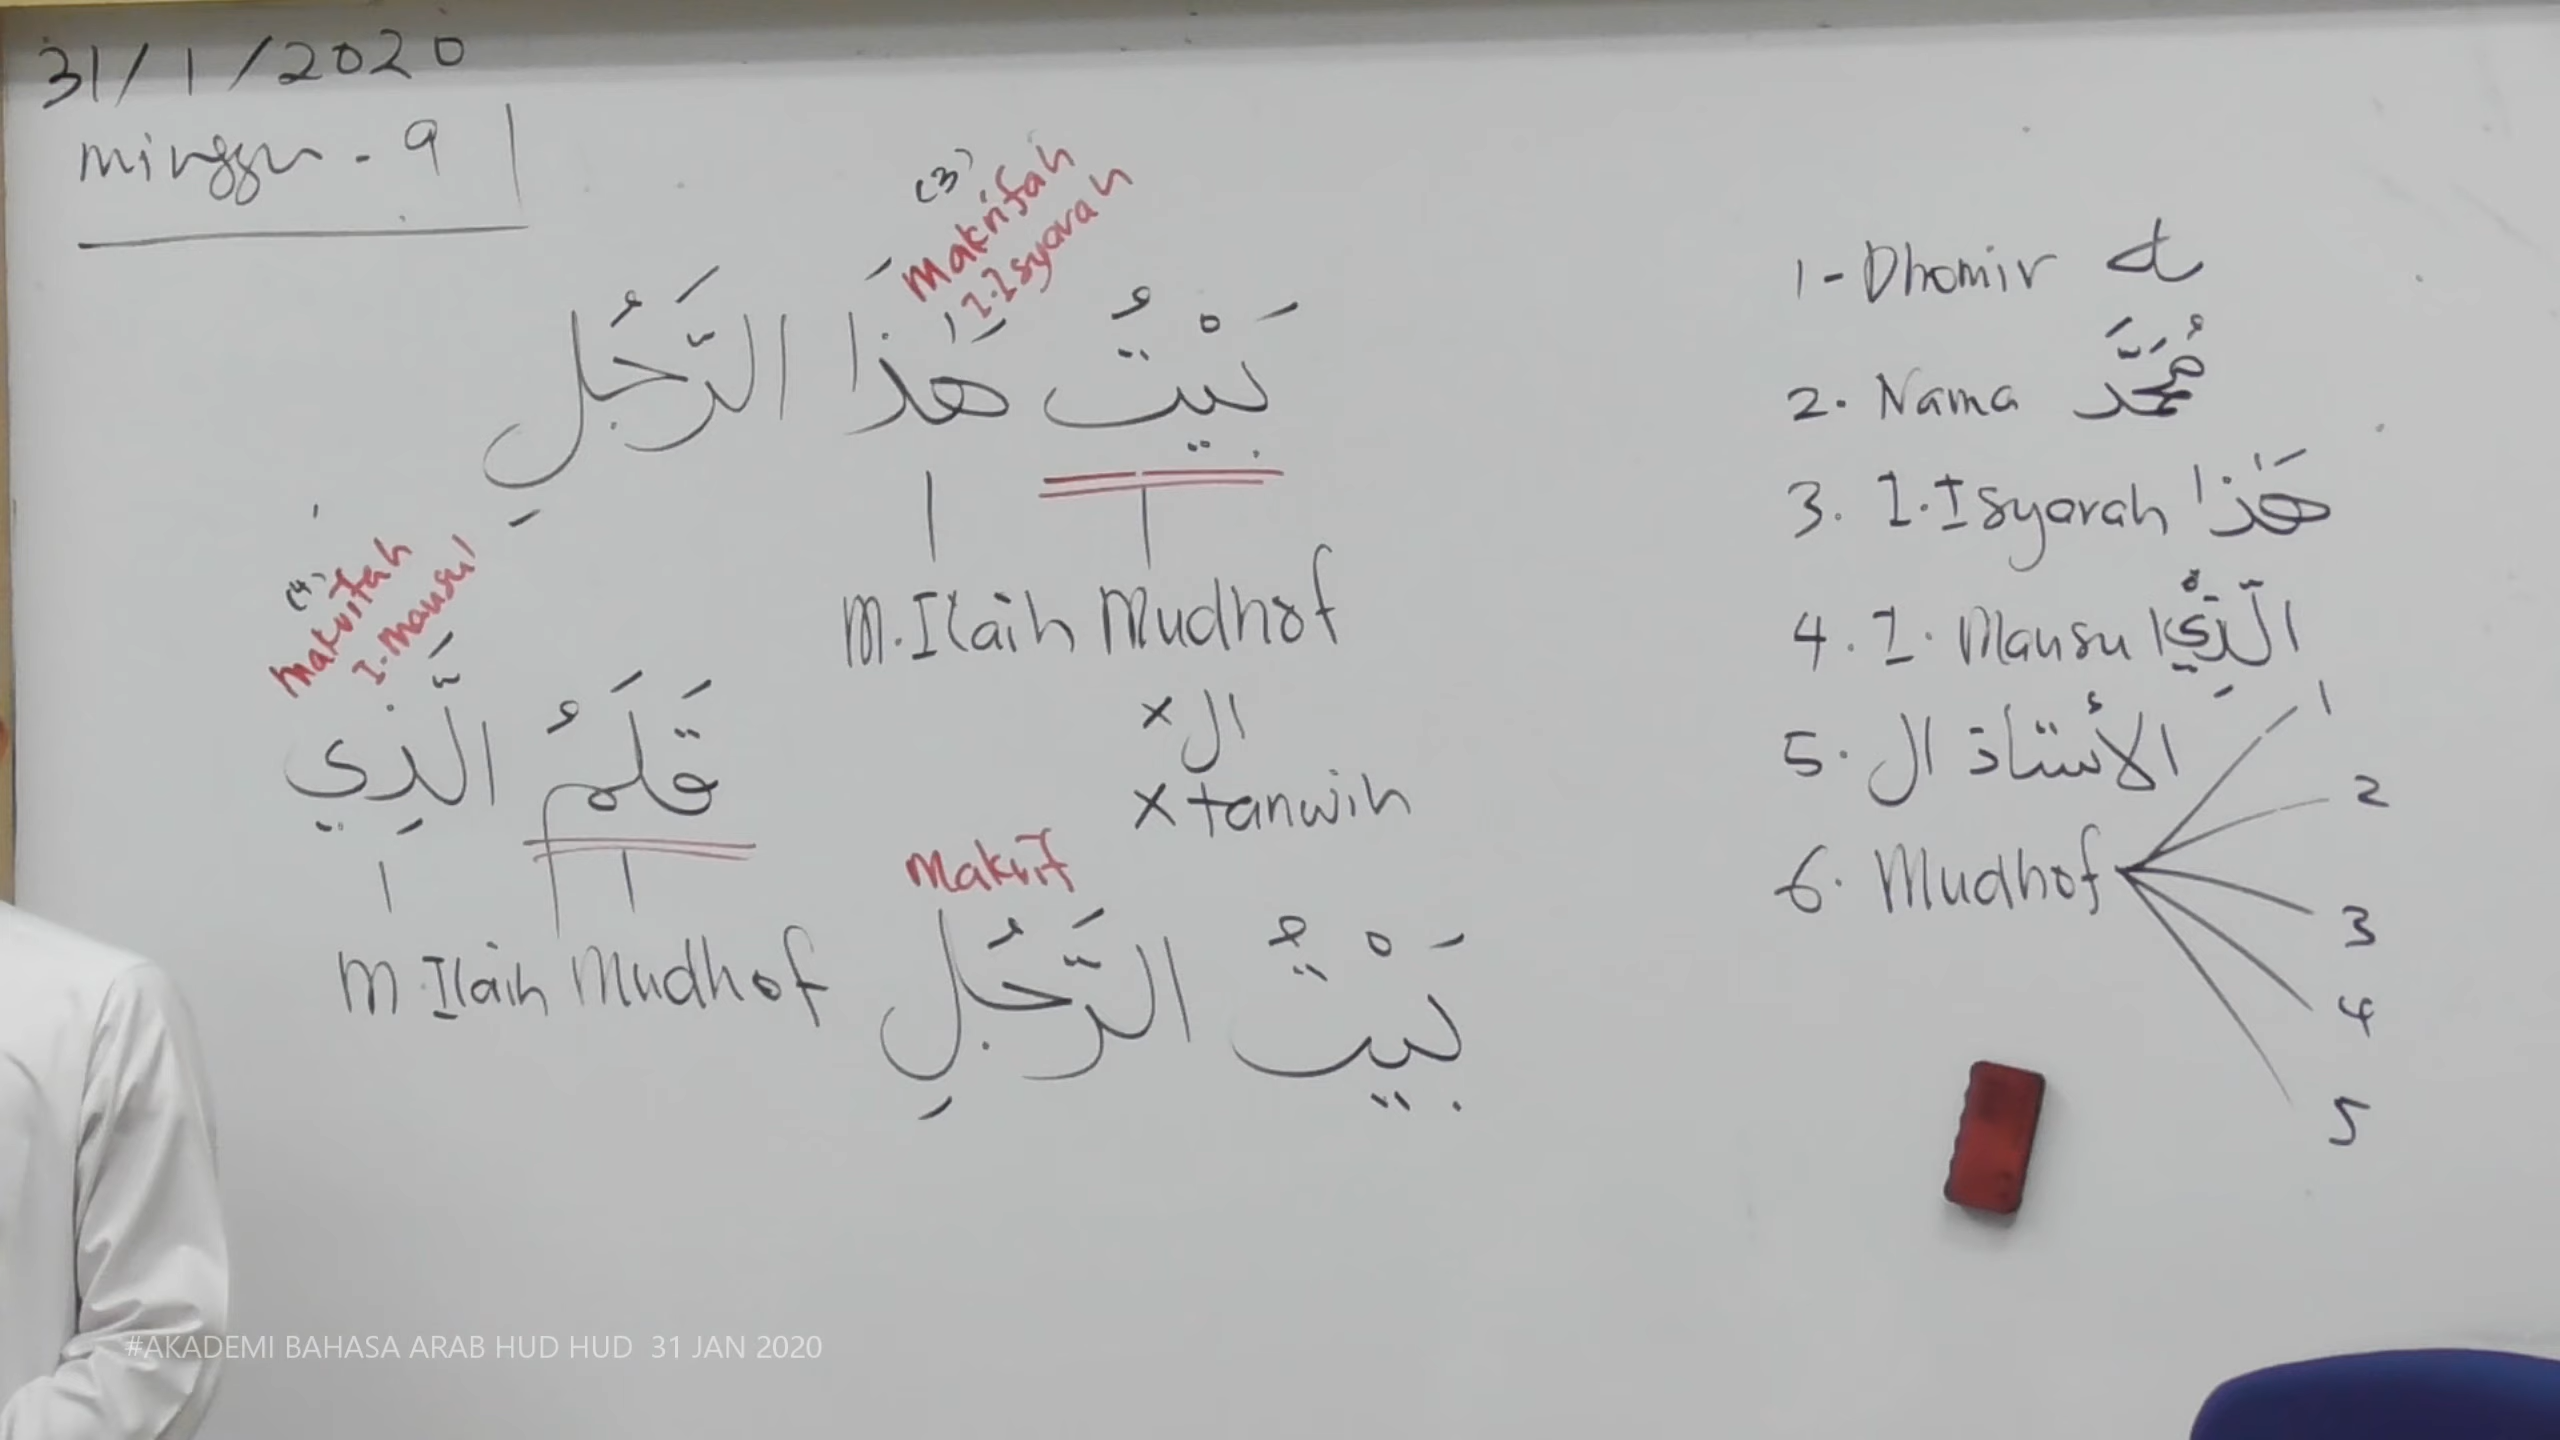 31/1/2020
minggu - 9
(3)
Makrifah
I.Isyarah
بَيْتُ هَٰذَا الرَّجُلِ
M.Ilaih Mudhof
x ال
x tanwin
(4)
Makrifah
I.Mausul
قَلَمُ الَّذِي
M.Ilaih Mudhof
Makrif
بَيْتُ الرَّجُلِ
1- Dhomir
2. Nama مُحَمَّد
3. I.Isyarah هَٰذَا
4. I. Mausul الَّذِيْ
5. ال الأستاذ
6. Mudhof
1
2
3
4
5
#AKADEMI BAHASA ARAB HUD HUD 31 JAN 2020